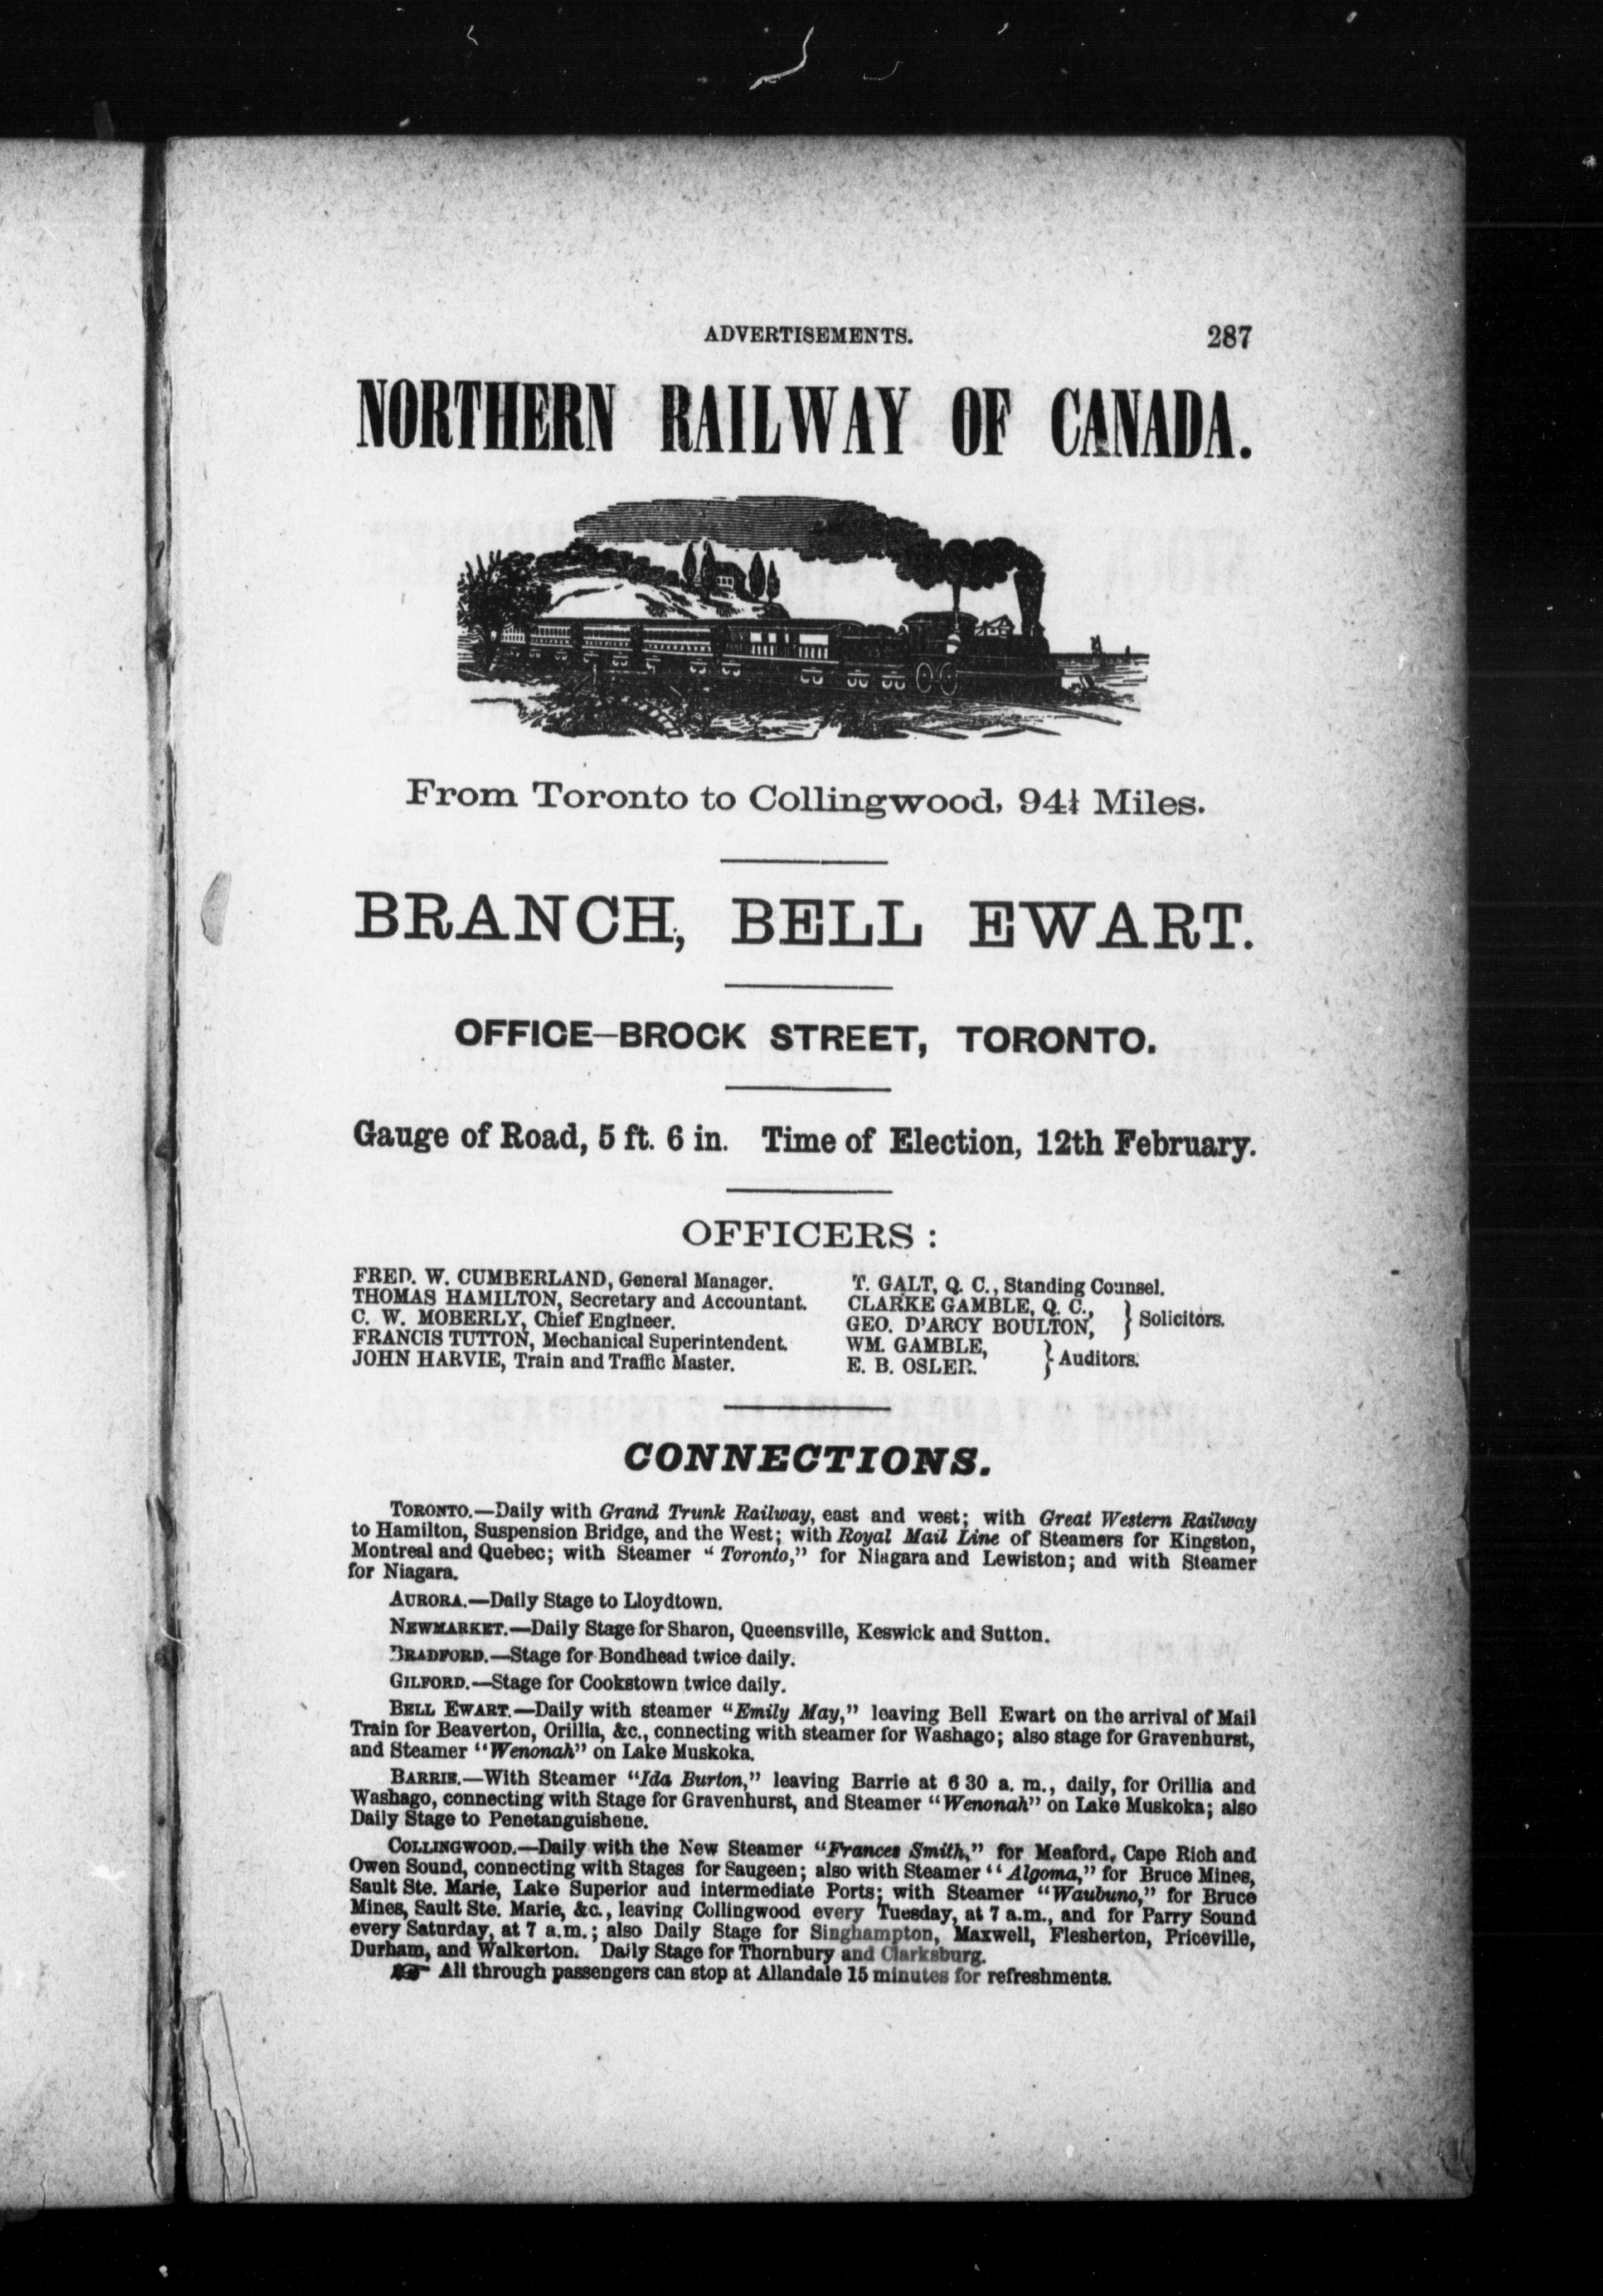 ADVERTISEMENTS. 287
NORTHERN RAILWAY OF CANADA.
From Toronto to Collingwood, 94¼ Miles.
BRANCH, BELL EWART.
OFFICE—BROCK STREET, TORONTO.
Gauge of Road, 5 ft. 6 in. Time of Election, 12th February.
OFFICERS :
FRED. W. CUMBERLAND, General Manager.
THOMAS HAMILTON, Secretary and Accountant.
C. W. MOBERLY, Chief Engineer.
FRANCIS TUTTON, Mechanical Superintendent.
JOHN HARVIE, Train and Traffic Master.
T. GALT, Q. C., Standing Counsel.
CLARKE GAMBLE, Q. C.,
GEO. D'ARCY BOULTON, } Solicitors.
WM. GAMBLE,
E. B. OSLER. } Auditors.
CONNECTIONS.
TORONTO.—Daily with Grand Trunk Railway, east and west; with Great Western Railway
to Hamilton, Suspension Bridge, and the West; with Royal Mail Line of Steamers for Kingston,
Montreal and Quebec; with Steamer "Toronto," for Niagara and Lewiston; and with Steamer
for Niagara.
AURORA.—Daily Stage to Lloydtown.
NEWMARKET.—Daily Stage for Sharon, Queensville, Keswick and Sutton.
BRADFORD.—Stage for Bondhead twice daily.
GILFORD.—Stage for Cookstown twice daily.
BELL EWART.—Daily with steamer "Emily May," leaving Bell Ewart on the arrival of Mail
Train for Beaverton, Orillia, &c., connecting with steamer for Washago; also stage for Gravenhurst,
and Steamer "Wenonah" on Lake Muskoka.
BARRIE.—With Steamer "Ida Burton," leaving Barrie at 6 30 a. m., daily, for Orillia and
Washago, connecting with Stage for Gravenhurst, and Steamer "Wenonah" on Lake Muskoka; also
Daily Stage to Penetanguishene.
COLLINGWOOD.—Daily with the New Steamer "Frances Smith," for Meaford, Cape Rich and
Owen Sound, connecting with Stages for Saugeen; also with Steamer "Algoma," for Bruce Mines,
Sault Ste. Marie, Lake Superior aud intermediate Ports; with Steamer "Waubuno," for Bruce
Mines, Sault Ste. Marie, &c., leaving Collingwood every Tuesday, at 7 a.m., and for Parry Sound
every Saturday, at 7 a.m.; also Daily Stage for Singhampton, Maxwell, Flesherton, Priceville,
Durham, and Walkerton. Daily Stage for Thornbury and Clarksburg.
☞ All through passengers can stop at Allandale 15 minutes for refreshments.